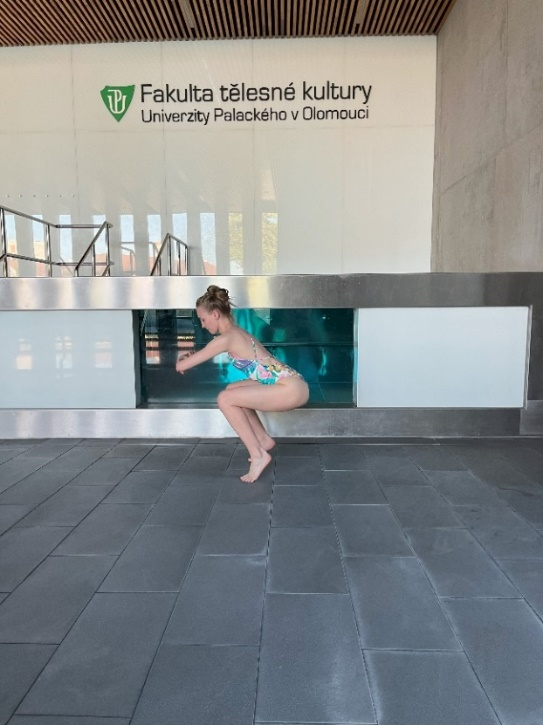 Fakulta tělesné kultury
Univerzity Palackého v Olomouci